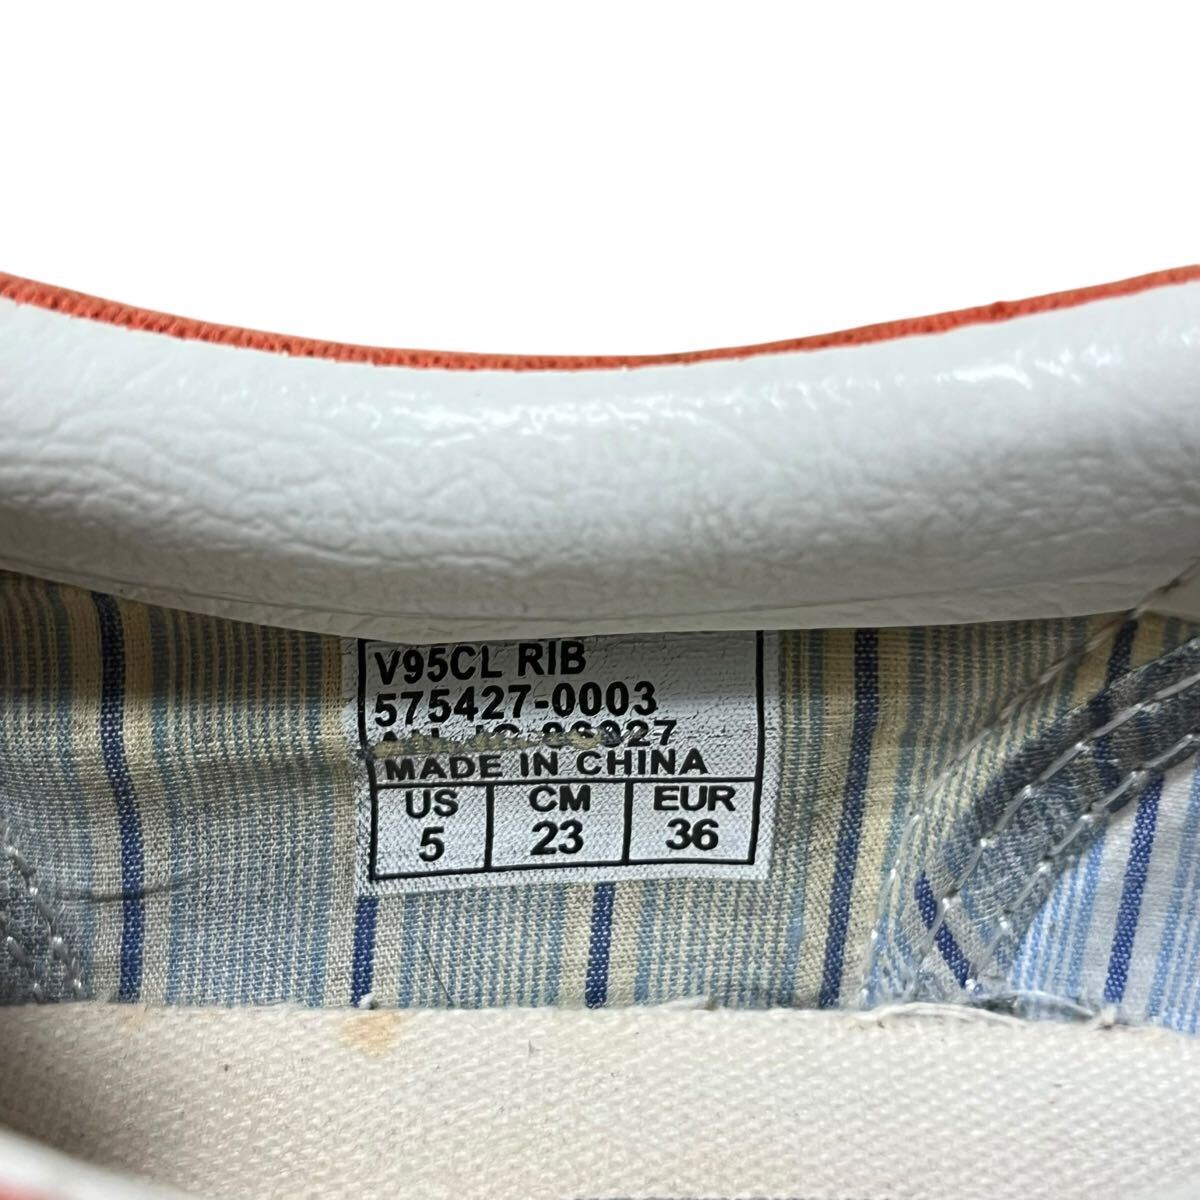 V95CL RIB
575427-0003
MADE IN CHINA
US CM EUR
5 23 36